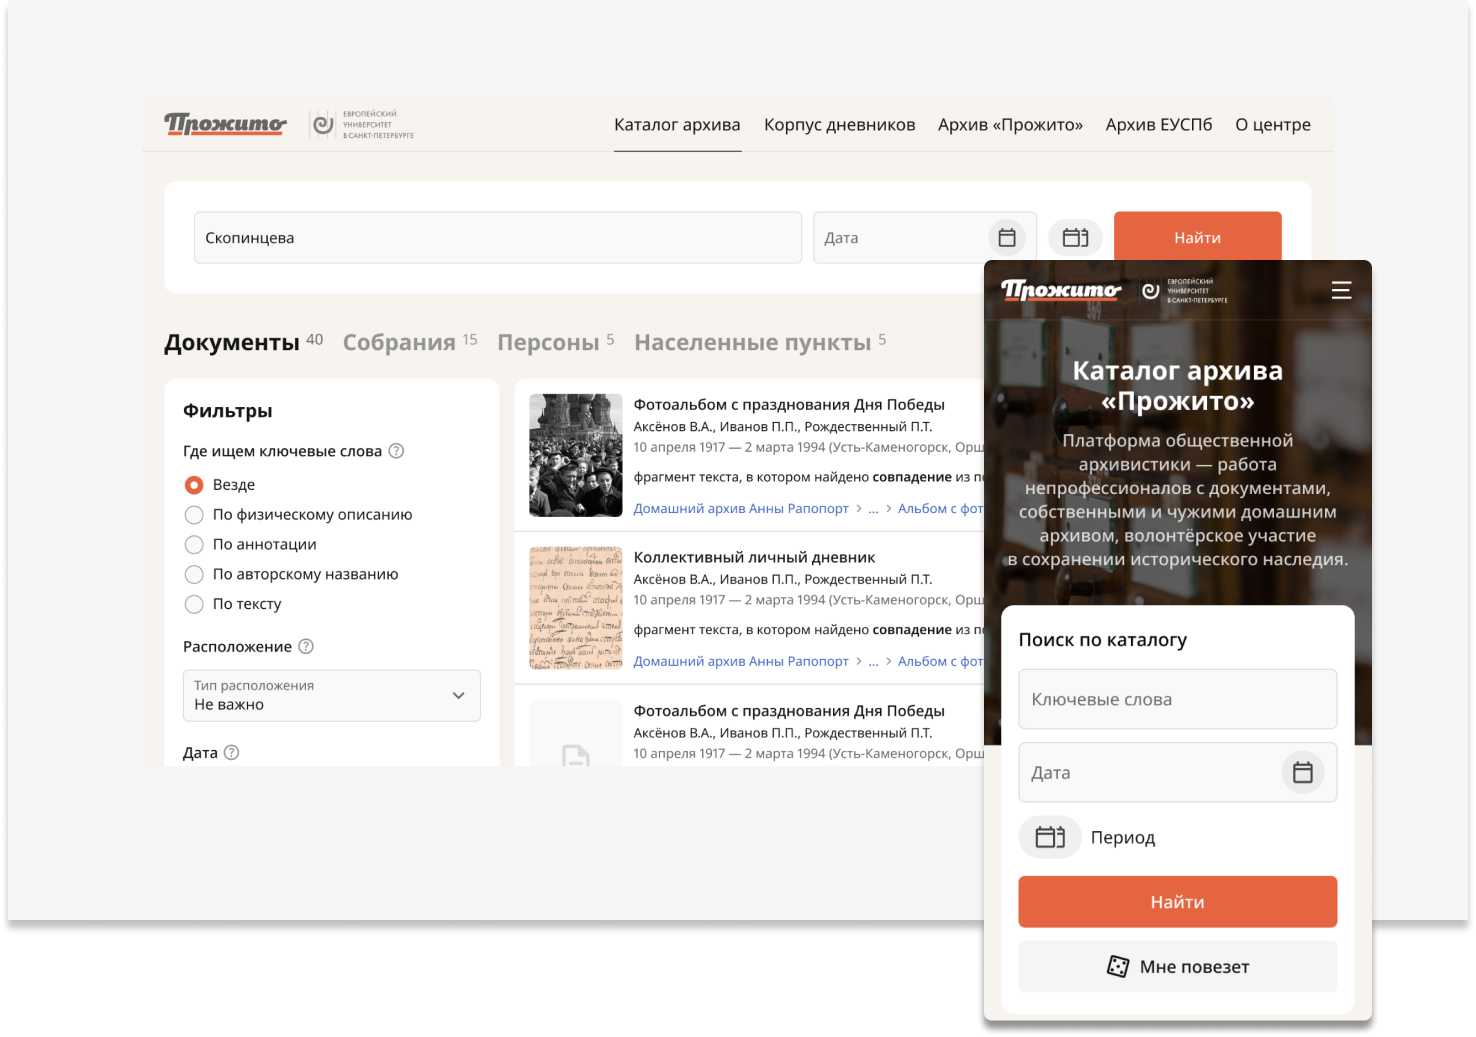 Прожито
ЕВРОПЕЙСКИЙ
УНИВЕРСИТЕТ
В САНКТ-ПЕТЕРБУРГЕ
Каталог архива Корпус дневников Архив «Прожито» Архив ЕУСПб О центре
Скопинцева
Дата
Найти
Документы 40 Собрания 15 Персоны 5 Населенные пункты 5
Фильтры
Где ищем ключевые слова ?
Везде
По физическому описанию
По аннотации
По авторскому названию
По тексту
Расположение ?
Тип расположения
Не важно
Дата ?
Фотоальбом с празднования Дня Победы
Аксёнов В.А., Иванов П.П., Рождественный П.Т.
10 апреля 1917 — 2 марта 1994 (Усть-Каменогорск, Орш
фрагмент текста, в котором найдено совпадение из
Домашний архив Анны Рапопорт > ... > Альбом с фот
Коллективный личный дневник
Аксёнов В.А., Иванов П.П., Рождественный П.Т.
10 апреля 1917 — 2 марта 1994 (Усть-Каменогорск, Орш
фрагмент текста, в котором найдено совпадение из
Домашний архив Анны Рапопорт > ... > Альбом с фот
Фотоальбом с празднования Дня Победы
Аксёнов В.А., Иванов П.П., Рождественный П.Т.
10 апреля 1917 — 2 марта 1994 (Усть-Каменогорск, Орш
Прожито
ЕВРОПЕЙСКИЙ
УНИВЕРСИТЕТ
В САНКТ-ПЕТЕРБУРГЕ
Каталог архива
«Прожито»
Платформа общественной
архивистики — работа
непрофессионалов с документами,
собственными и чужими домашним
архивом, волонтёрское участие
в сохранении исторического наследия.
Поиск по каталогу
Ключевые слова
Дата
Период
Найти
Мне повезет